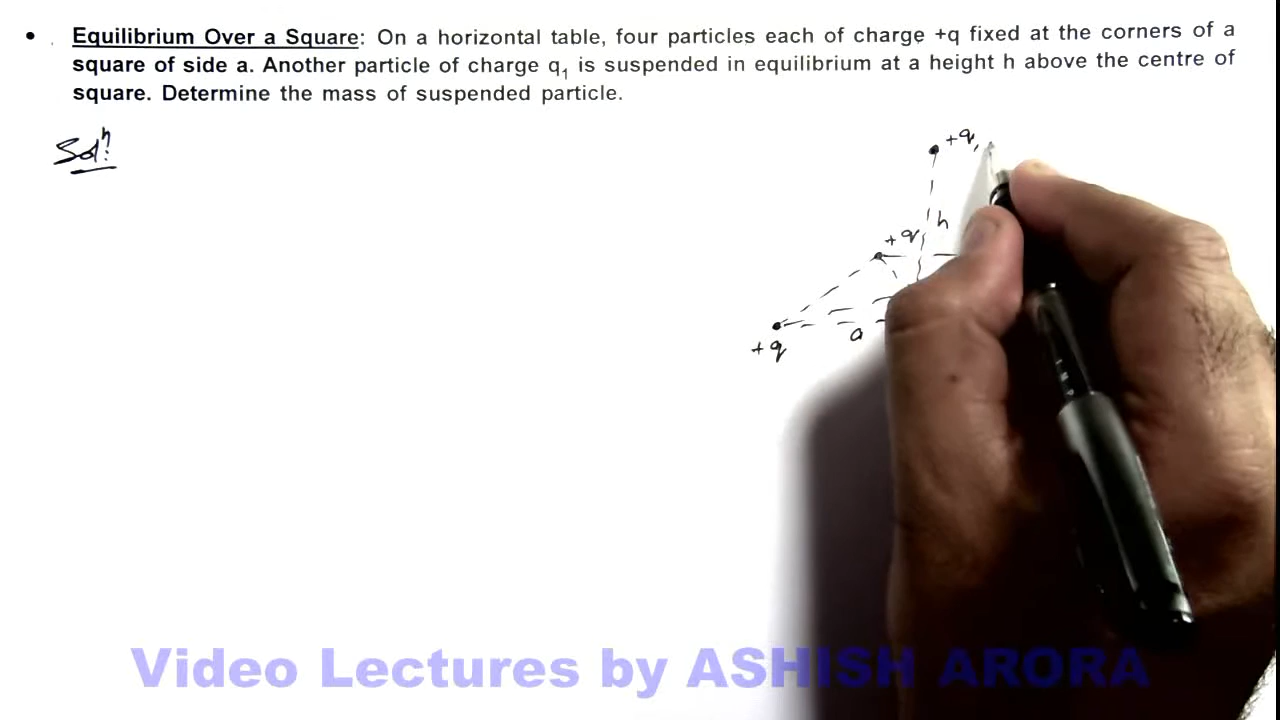 • Equilibrium Over a Square: On a horizontal table, four particles each of charge +q fixed at the corners of a
square of side a. Another particle of charge q₁ is suspended in equilibrium at a height h above the centre of
square. Determine the mass of suspended particle.
Solⁿ:
+q,
h
+q
a
+q
Video Lectures by ASHISH ARORA